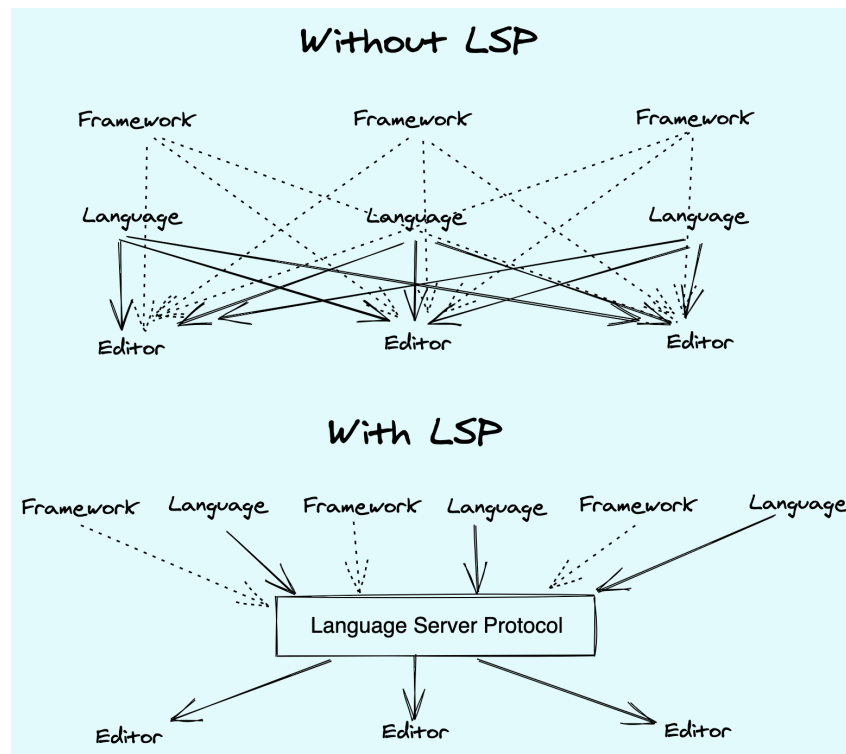 Without LSP
Framework Framework Framework
Language Language Language
Editor Editor Editor
With LSP
Framework Language Framework Language Framework Language
Language Server Protocol
Editor Editor Editor